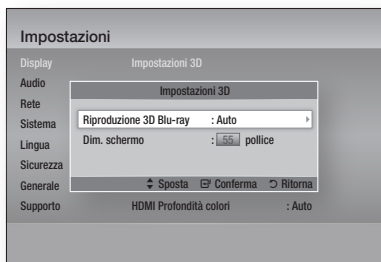 Impostazioni
Display Impostazioni 3D
Audio
Impostazioni 3D
Rete
Sistema
Riproduzione 3D Blu-ray : Auto
Lingua
Dim. schermo : 55 pollice
Sicurezza
Generale
Sposta Conferma Ritorna
Supporto HDMI Profondità colori : Auto